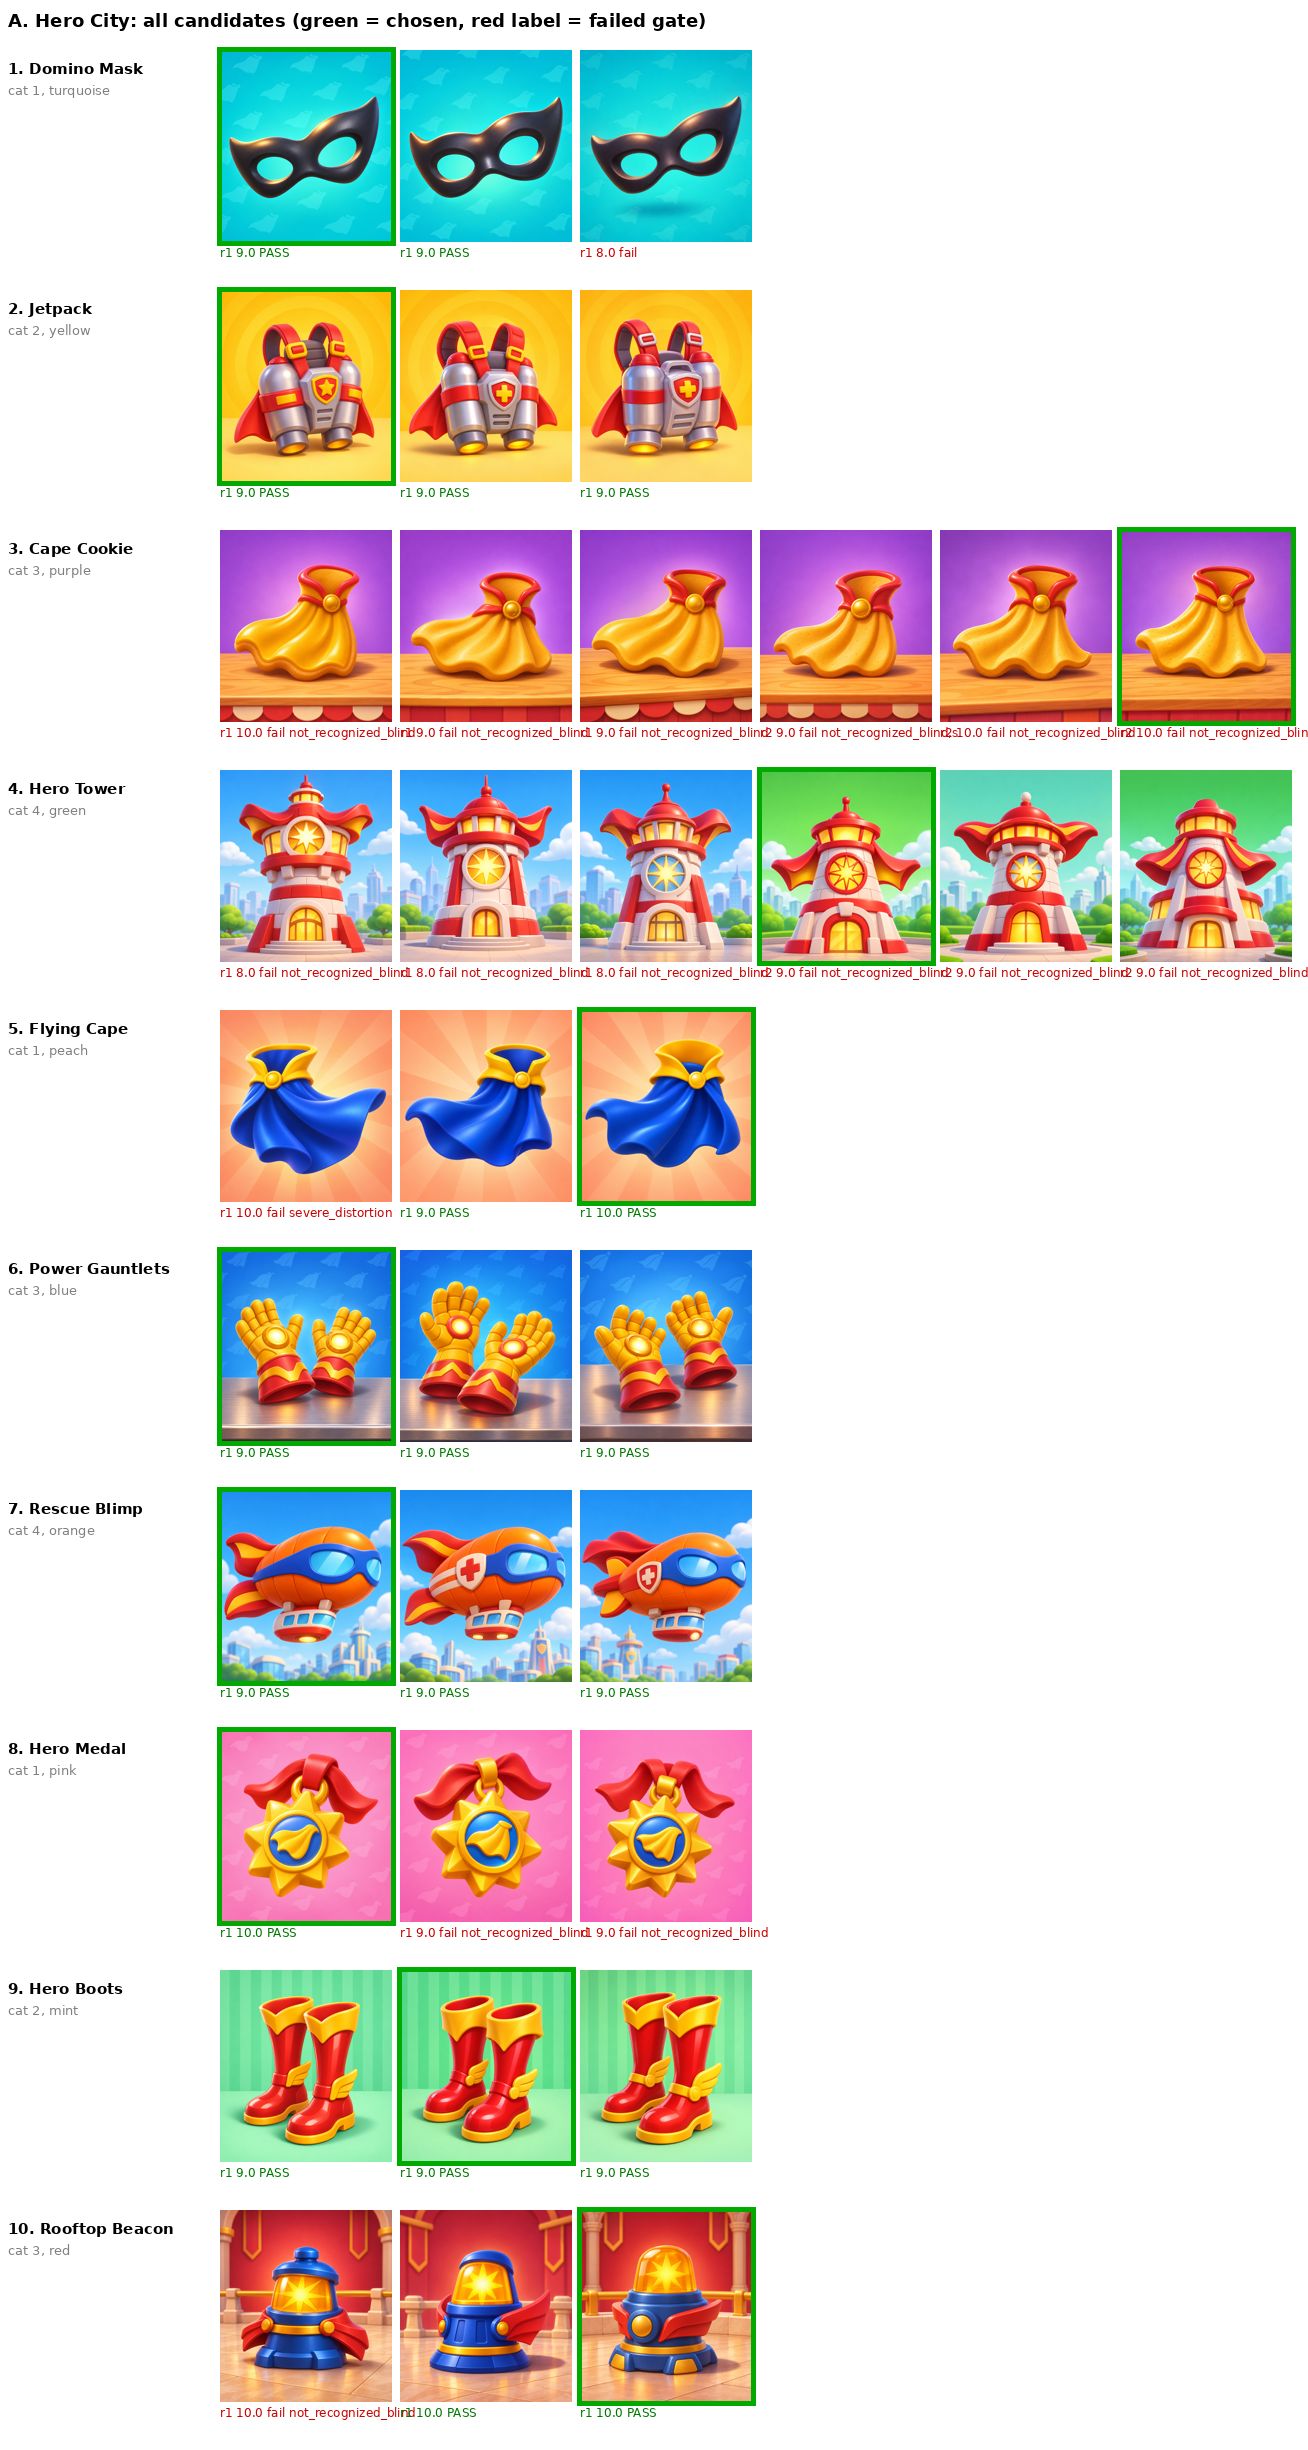 A. Hero City: all candidates (green = chosen, red label = failed gate)
1. Domino Mask
cat 1, turquoise
r1 9.0 PASS r1 9.0 PASS r1 8.0 fail
2. Jetpack
cat 2, yellow
r1 9.0 PASS r1 9.0 PASS r1 9.0 PASS
3. Cape Cookie
cat 3, purple
r1 10.0 fail not_recognized_blind r1 9.0 fail not_recognized_blind r1 9.0 fail not_recognized_blind r2 9.0 fail not_recognized_blind r2 10.0 fail not_recognized_blind r2 10.0 fail not_recognized_blin
4. Hero Tower
cat 4, green
r1 8.0 fail not_recognized_blind r1 8.0 fail not_recognized_blind r1 8.0 fail not_recognized_blind r2 9.0 fail not_recognized_blind r2 9.0 fail not_recognized_blind r2 9.0 fail not_recognized_blind
5. Flying Cape
cat 1, peach
r1 10.0 fail severe_distortion r1 9.0 PASS r1 10.0 PASS
6. Power Gauntlets
cat 3, blue
r1 9.0 PASS r1 9.0 PASS r1 9.0 PASS
7. Rescue Blimp
cat 4, orange
r1 9.0 PASS r1 9.0 PASS r1 9.0 PASS
8. Hero Medal
cat 1, pink
r1 10.0 PASS r1 9.0 fail not_recognized_blind r1 9.0 fail not_recognized_blind
9. Hero Boots
cat 2, mint
r1 9.0 PASS r1 9.0 PASS r1 9.0 PASS
10. Rooftop Beacon
cat 3, red
r1 10.0 fail not_recognized_blind r1 10.0 PASS r1 10.0 PASS